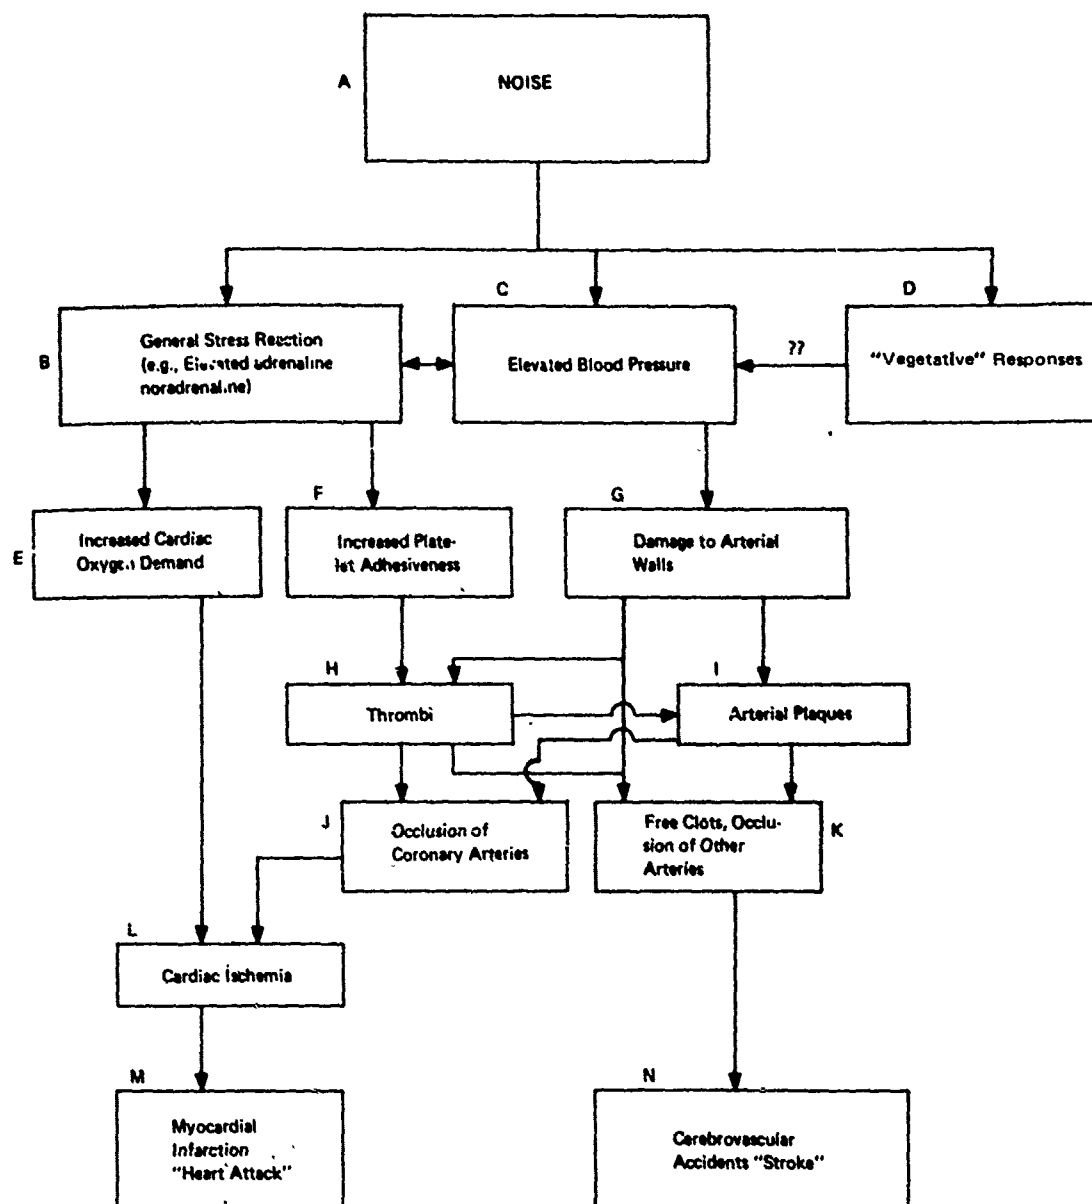 A
NOISE
C
D
B
General Stress Reaction
(e.g., Elevated adrenaline
noradrenaline)
Elevated Blood Pressure
??
"Vegetative" Responses
F
G
E
Increased Cardiac
Oxygen Demand
Increased Plate-
let Adhesiveness
Damage to Arterial
Walls
H
I
Thrombi
Arterial Plaques
J
Occlusion of
Coronary Arteries
Free Clots, Occlu-
sion of Other
Arteries
K
L
Cardiac Ischemia
M
N
Myocardial
Infarction
"Heart Attack"
Cerebrovascular
Accidents "Stroke"